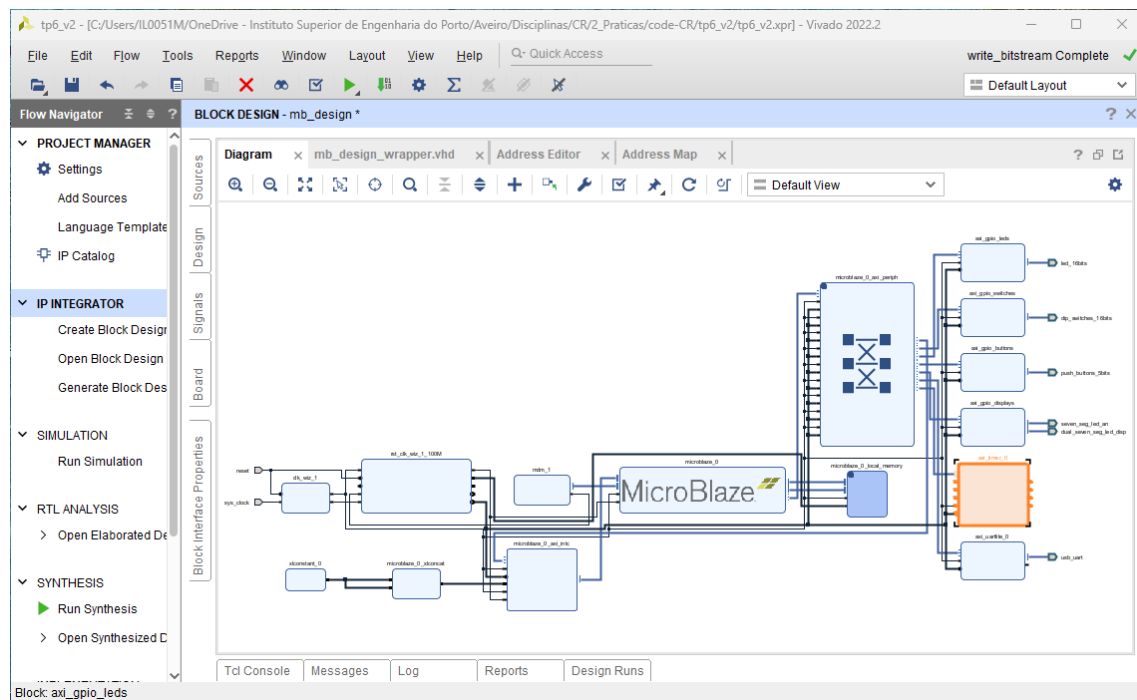 tp6_v2 - [C:/Users/IL0051M/OneDrive - Instituto Superior de Engenharia do Porto/Aveiro/Disciplinas/CR/2_Praticas/code-CR/tp6_v2/tp6_v2.xpr] - Vivado 2022.2
File Edit Flow Tools Reports Window Layout View Help Q- Quick Access write_bitstream Complete
Default Layout
Flow Navigator
BLOCK DESIGN - mb_design *
PROJECT MANAGER
Settings
Add Sources
Language Template
IP Catalog
IP INTEGRATOR
Create Block Design
Open Block Design
Generate Block Des
SIMULATION
Run Simulation
RTL ANALYSIS
Open Elaborated De
SYNTHESIS
Run Synthesis
Open Synthesized D
Sources
Design
Signals
Board
Block Interface Properties
Diagram mb_design_wrapper.vhd Address Editor Address Map
Default View
axi_gpio_leds
led_16bits
microblaze_0_axi_periph
axi_gpio_switches
dip_switches_16bits
axi_gpio_buttons
push_buttons_5bits
axi_gpio_displays
seven_seg_led_an
dual_seven_seg_led_disp
rst_clk_wiz_1_100M
axi_timer_0
reset
sys_clock
clk_wiz_1
mdm_1
microblaze_0
MicroBlaze
microblaze_0_local_memory
axi_uartlite_0
usb_uart
microblaze_0_axi_intc
xlconstant_0
microblaze_0_xlconcat
Tcl Console Messages Log Reports Design Runs
Block: axi_gpio_leds